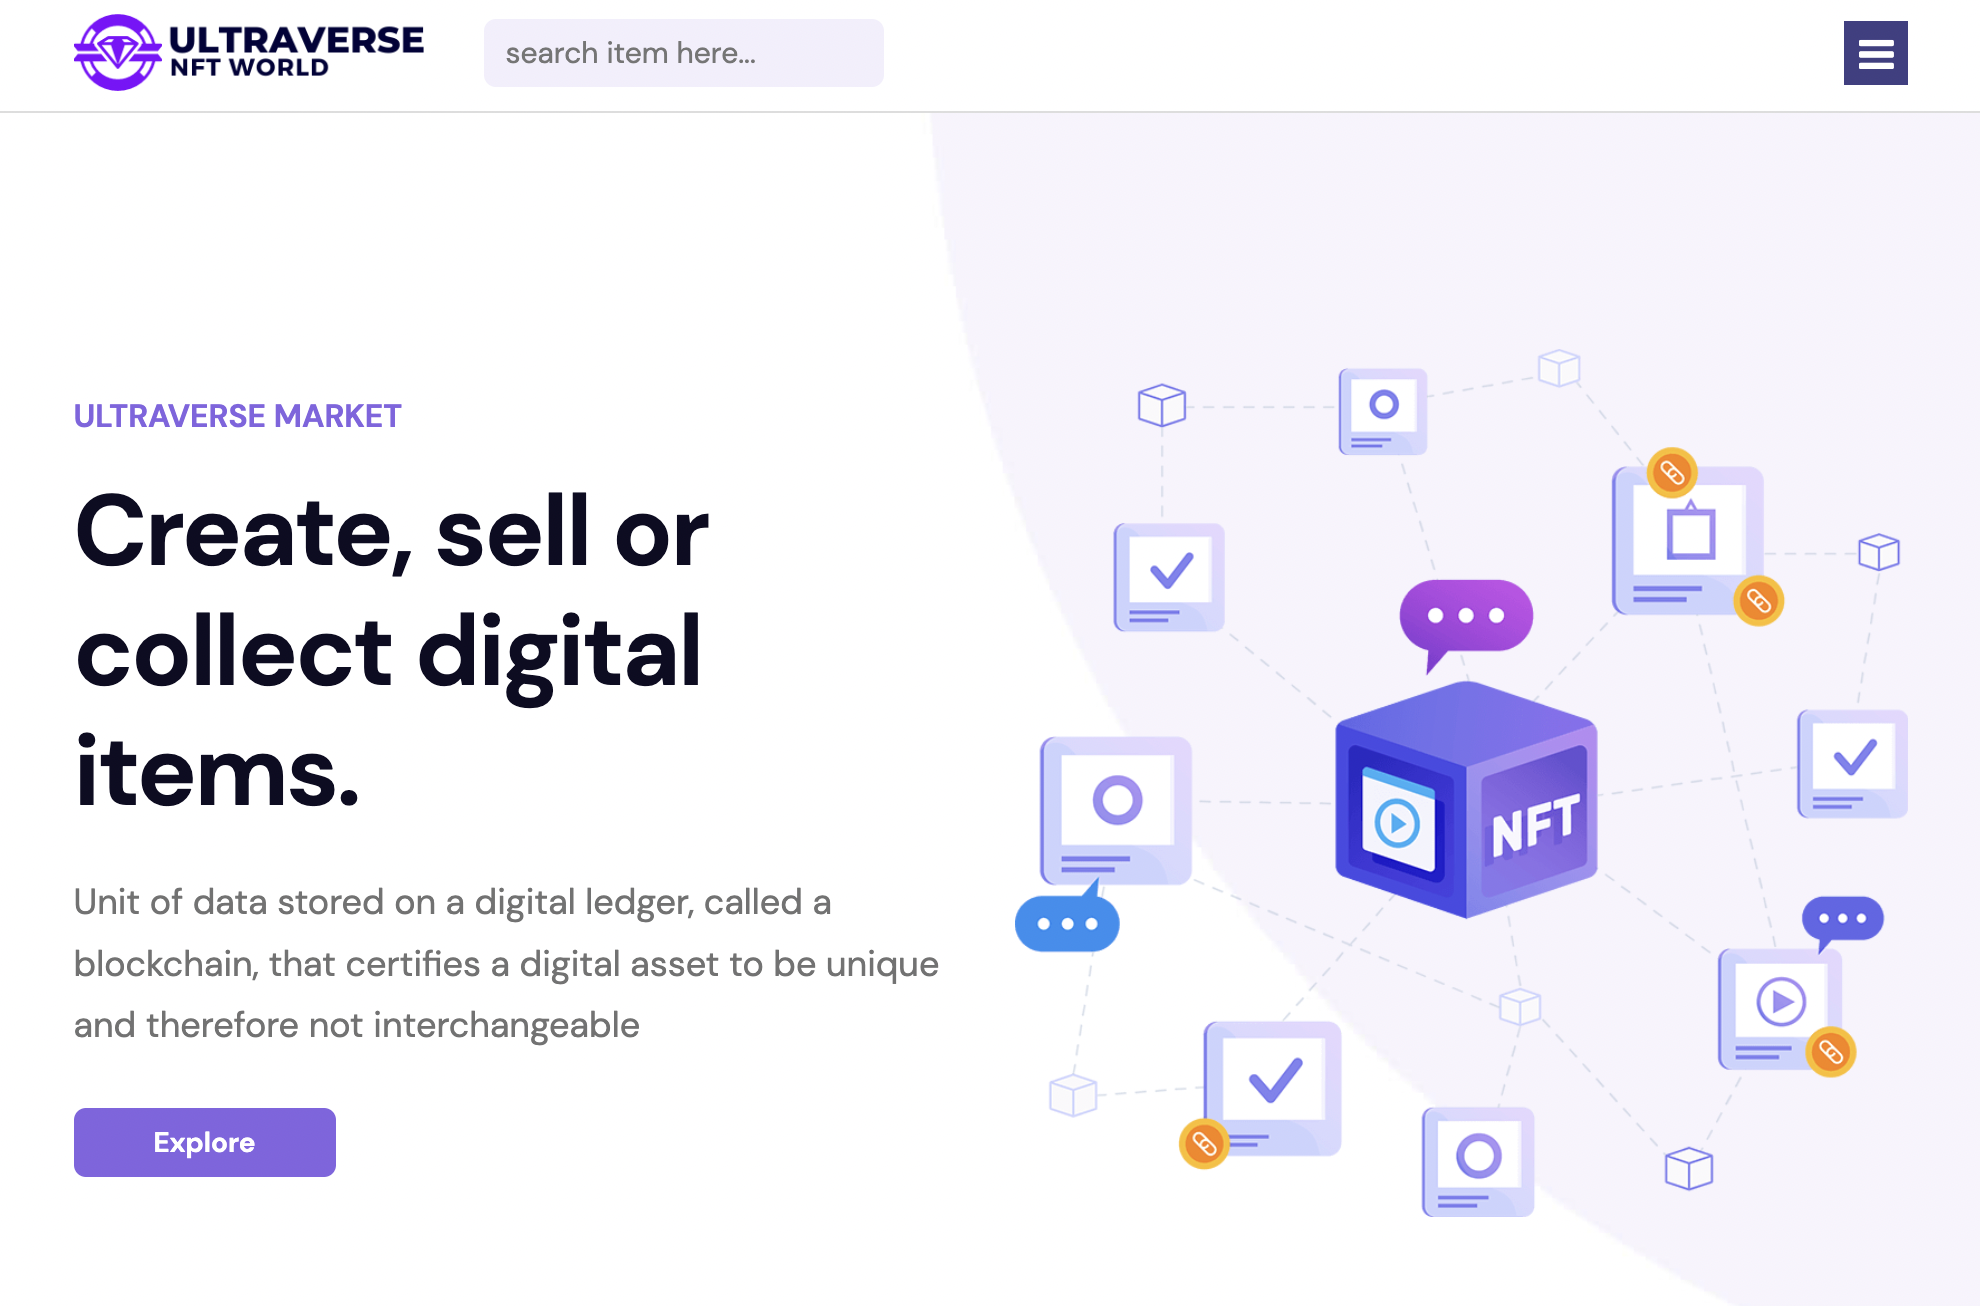 ULTRAVERSE
NFT WORLD
search item here...
ULTRAVERSE MARKET
Create, sell or
collect digital
items.
Unit of data stored on a digital ledger, called a
blockchain, that certifies a digital asset to be unique
and therefore not interchangeable
Explore
NFT